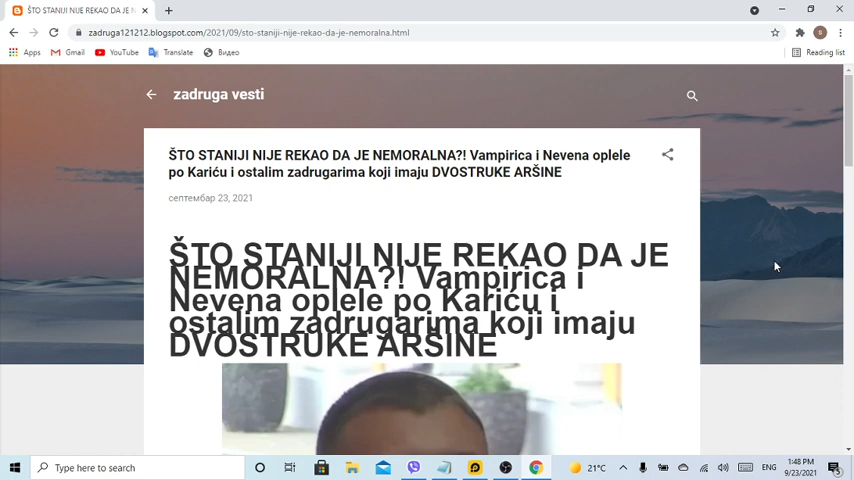 ŠTO STANIJI NIJE REKAO DA JE N
zadruga121212.blogspot.com/2021/09/sto-staniji-nije-rekao-da-je-nemoralna.html
Apps
Gmail
YouTube
Translate
Видео
Reading list
zadruga vesti
ŠTO STANIJI NIJE REKAO DA JE NEMORALNA?! Vampirica i Nevena oplele
po Kariću i ostalim zadrugarima koji imaju DVOSTRUKE ARŠINE
септембар 23, 2021
ŠTO STANIJI NIJE REKAO DA JE
NEMORALNA?! Vampirica i
Nevena oplele po Kariću i
ostalim zadrugarima koji imaju
DVOSTRUKE ARŠINE
Type here to search
21°C
ENG
1:48 PM
9/23/2021